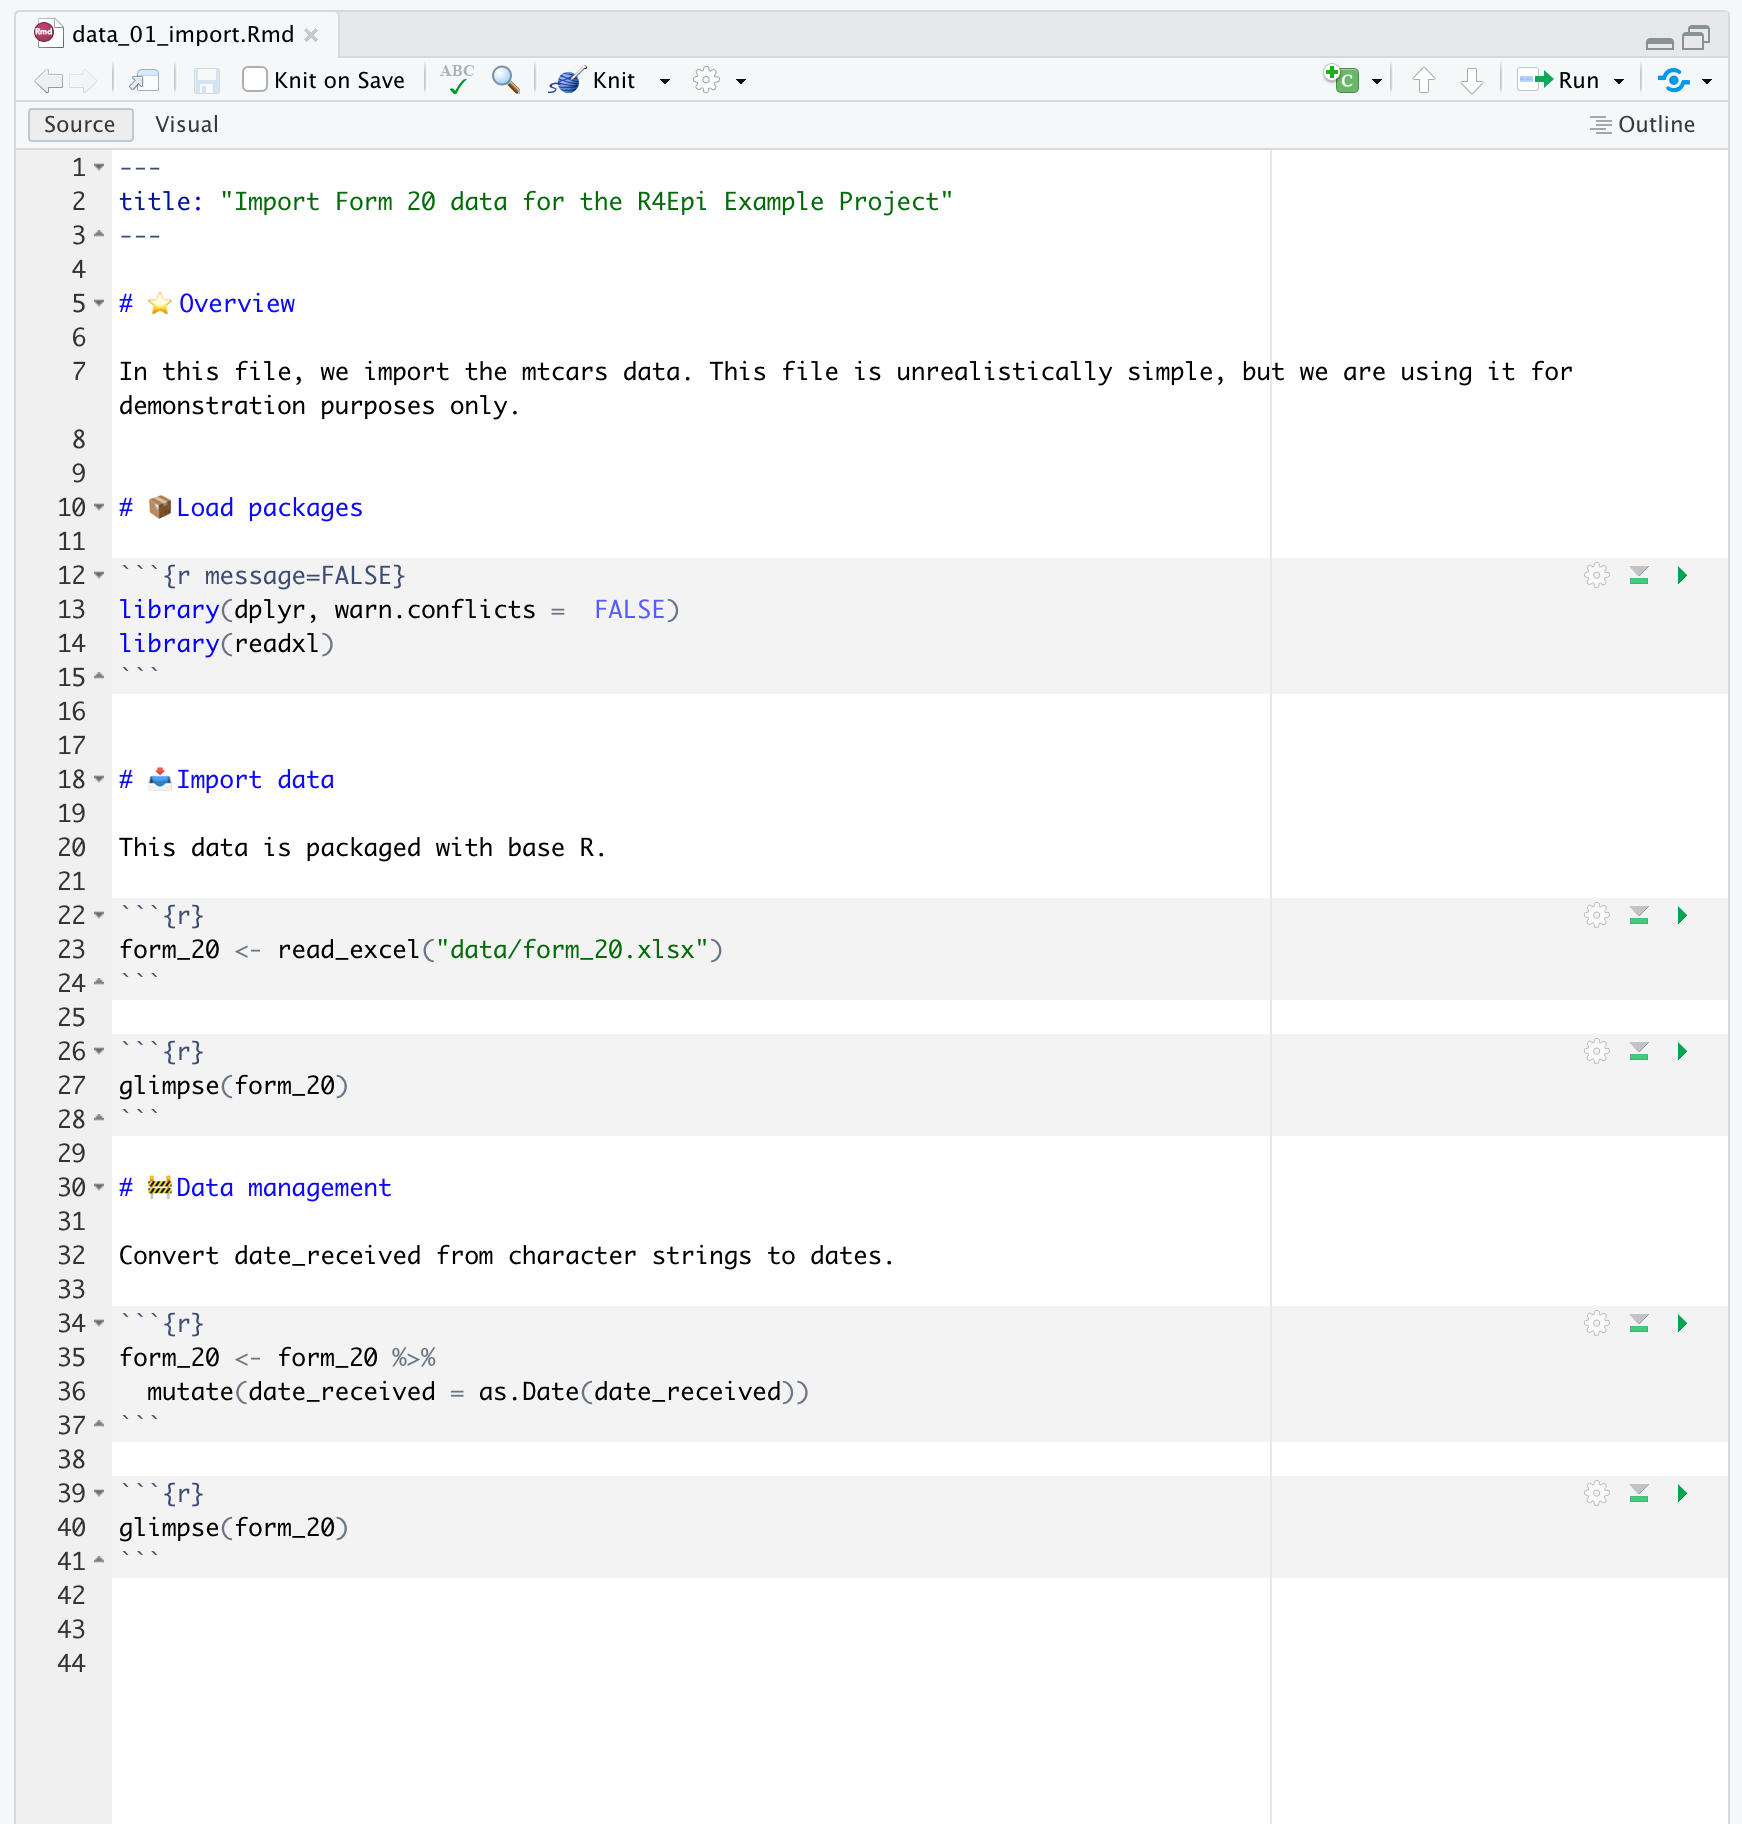 data_01_import.Rmd
Knit on Save ABC Knit Run
Source Visual Outline
1 ---
2 title: "Import Form 20 data for the R4Epi Example Project"
3 ---
4
5 # ⭐Overview
6
7 In this file, we import the mtcars data. This file is unrealistically simple, but we are using it for
demonstration purposes only.
8
9
10 # 📦Load packages
11
12 ```{r message=FALSE}
13 library(dplyr, warn.conflicts =  FALSE)
14 library(readxl)
15 ```
16
17
18 # 📥Import data
19
20 This data is packaged with base R.
21
22 ```{r}
23 form_20 <- read_excel("data/form_20.xlsx")
24 ```
25
26 ```{r}
27 glimpse(form_20)
28 ```
29
30 # 🚧Data management
31
32 Convert date_received from character strings to dates.
33
34 ```{r}
35 form_20 <- form_20 %>%
36   mutate(date_received = as.Date(date_received))
37 ```
38
39 ```{r}
40 glimpse(form_20)
41 ```
42
43
44